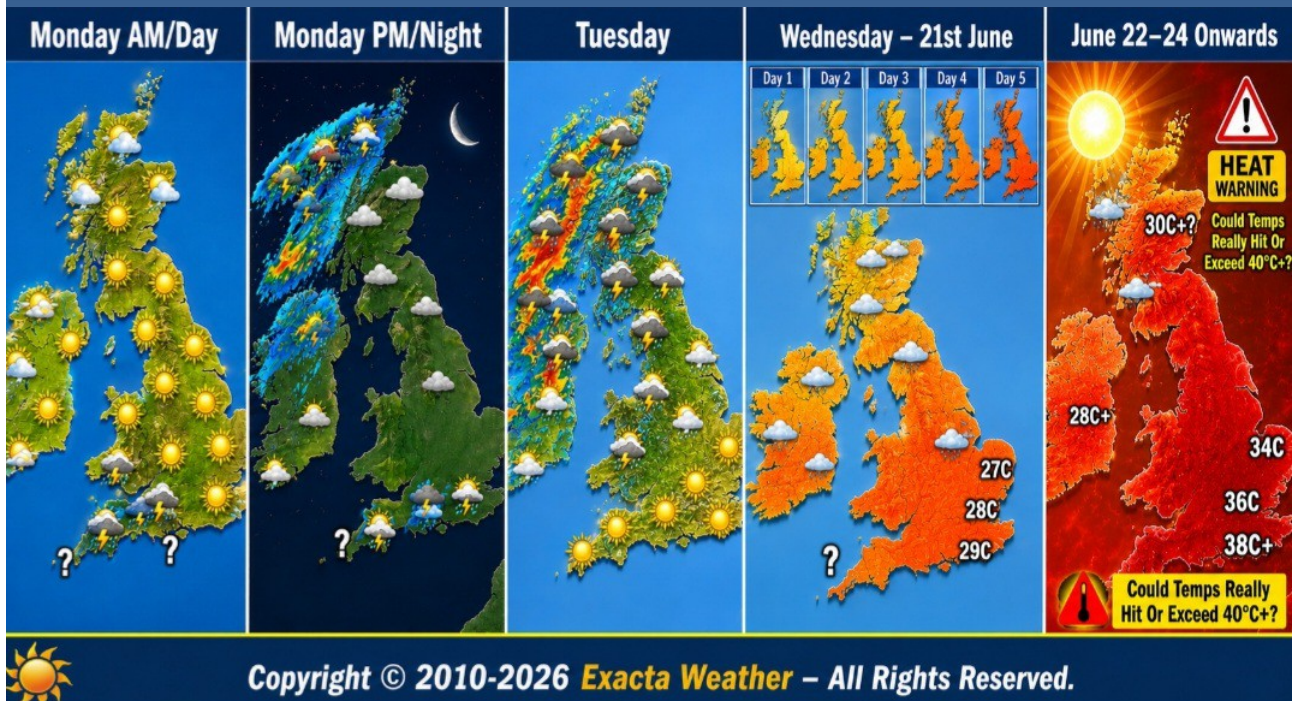 Monday AM/Day
?
?
Monday PM/Night
?
Tuesday
Wednesday – 21st June
Day 1
Day 2
Day 3
Day 4
Day 5
27C
28C
29C
?
June 22–24 Onwards
!
HEAT
WARNING
Could Temps
Really Hit Or
Exceed 40°C+?
30C+?
28C+
34C
36C
38C+
Could Temps Really
Hit Or Exceed 40°C+?
Copyright © 2010-2026 Exacta Weather – All Rights Reserved.